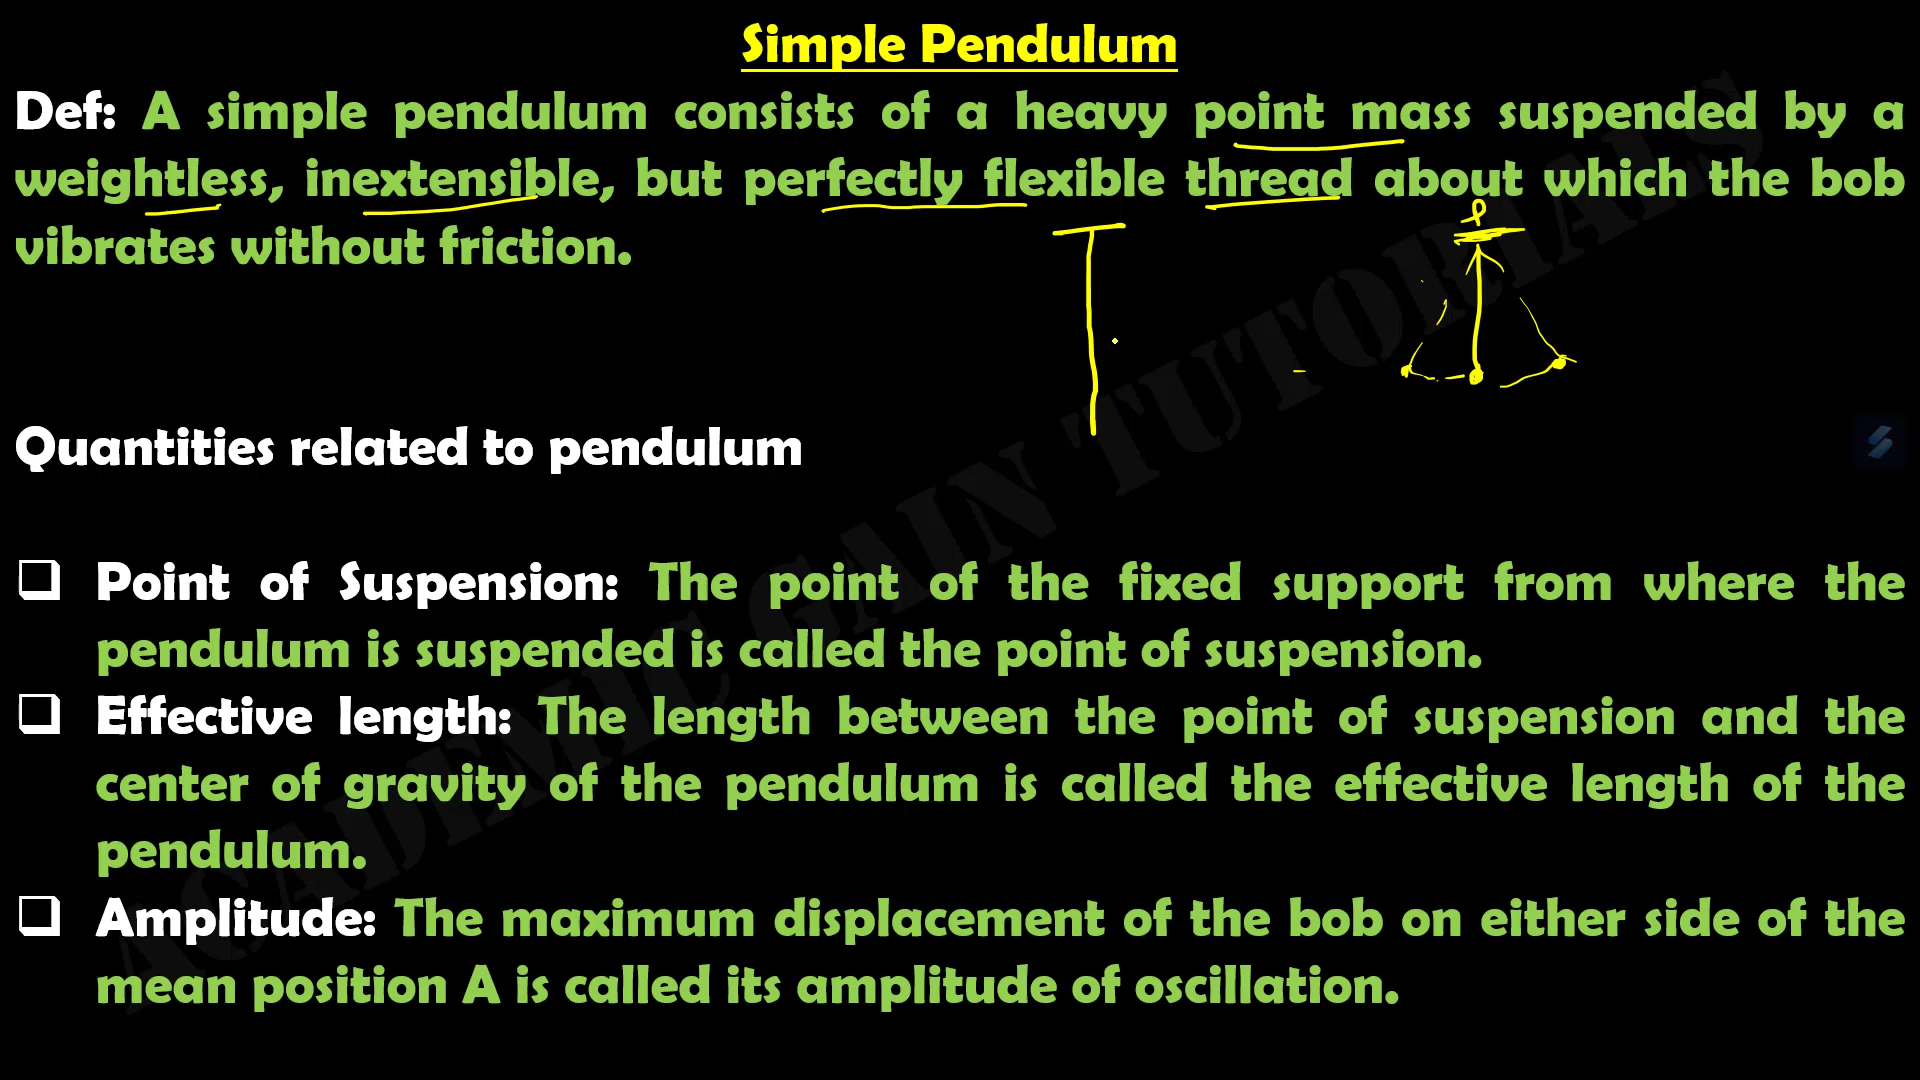 Simple Pendulum
Def: A simple pendulum consists of a heavy point mass suspended by a
weightless, inextensible, but perfectly flexible thread about which the bob
vibrates without friction.
Quantities related to pendulum
❑ Point of Suspension: The point of the fixed support from where the
pendulum is suspended is called the point of suspension.
❑ Effective length: The length between the point of suspension and the
center of gravity of the pendulum is called the effective length of the
pendulum.
❑ Amplitude: The maximum displacement of the bob on either side of the
mean position A is called its amplitude of oscillation.
ACADEMIC GAIN TUTORIALS